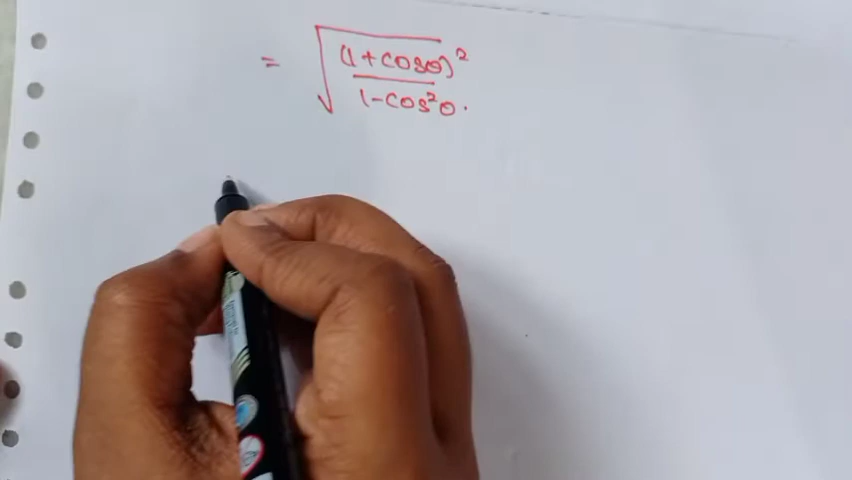 = √((1+cosθ)² / 1-cos²θ.)